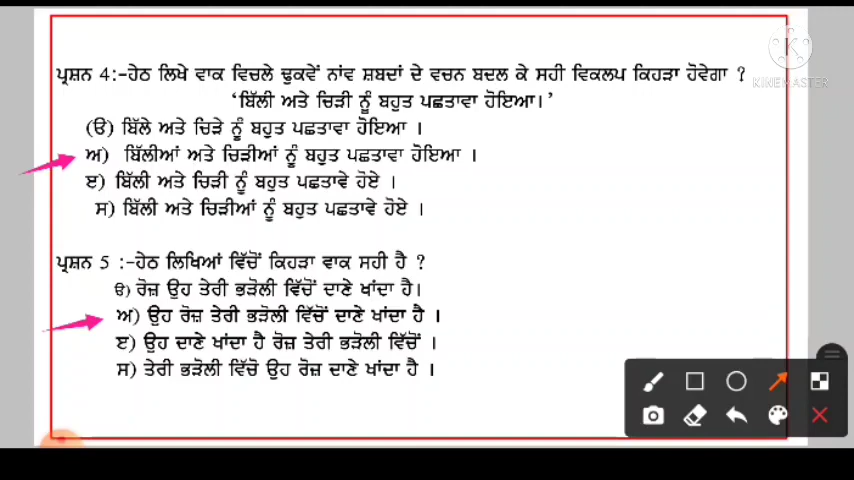 ਪ੍ਰਸ਼ਨ 4:-ਹੇਠ ਲਿਖੇ ਵਾਕ ਵਿਚਲੇ ਢੁਕਵੇਂ ਨਾਂਵ ਸ਼ਬਦਾਂ ਦੇ ਵਚਨ ਬਦਲ ਕੇ ਸਹੀ ਵਿਕਲਪ ਕਿਹੜਾ ਹੋਵੇਗਾ ?
‘ਬਿੱਲੀ ਅਤੇ ਚਿੜੀ ਨੂੰ ਬਹੁਤ ਪਛਤਾਵਾ ਹੋਇਆ।’
(ੳ) ਬਿੱਲੇ ਅਤੇ ਚਿੜੇ ਨੂੰ ਬਹੁਤ ਪਛਤਾਵਾ ਹੋਇਆ ।
ਅ) ਬਿੱਲੀਆਂ ਅਤੇ ਚਿੜੀਆਂ ਨੂੰ ਬਹੁਤ ਪਛਤਾਵਾ ਹੋਇਆ ।
ੲ) ਬਿੱਲੀ ਅਤੇ ਚਿੜੀ ਨੂੰ ਬਹੁਤ ਪਛਤਾਵੇ ਹੋਏ ।
ਸ) ਬਿੱਲੀ ਅਤੇ ਚਿੜੀਆਂ ਨੂੰ ਬਹੁਤ ਪਛਤਾਵੇ ਹੋਏ ।
ਪ੍ਰਸ਼ਨ 5 :-ਹੇਠ ਲਿਖਿਆਂ ਵਿੱਚੋਂ ਕਿਹੜਾ ਵਾਕ ਸਹੀ ਹੈ ?
ੳ) ਰੋਜ਼ ਉਹ ਤੇਰੀ ਭੜੋਲੀ ਵਿੱਚੋਂ ਦਾਣੇ ਖਾਂਦਾ ਹੈ।
ਅ) ਉਹ ਰੋਜ਼ ਤੇਰੀ ਭੜੋਲੀ ਵਿੱਚੋਂ ਦਾਣੇ ਖਾਂਦਾ ਹੈ ।
ੲ) ਉਹ ਦਾਣੇ ਖਾਂਦਾ ਹੈ ਰੋਜ਼ ਤੇਰੀ ਭੜੋਲੀ ਵਿੱਚੋਂ ।
ਸ) ਤੇਰੀ ਭੜੋਲੀ ਵਿੱਚੋ ਉਹ ਰੋਜ਼ ਦਾਣੇ ਖਾਂਦਾ ਹੈ ।
K
KINEMASTER